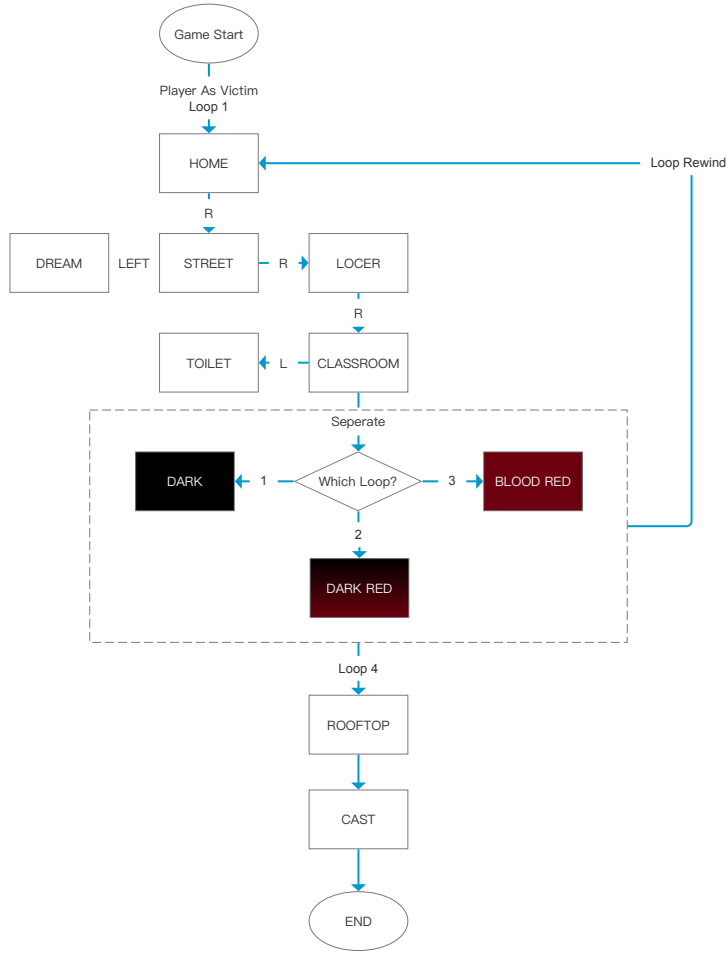 Game Start
Player As Victim
Loop 1
HOME
Loop Rewind
R
DREAM
LEFT
STREET
R
LOCER
R
TOILET
L
CLASSROOM
Seperate
DARK
1
Which Loop?
3
BLOOD RED
2
DARK RED
Loop 4
ROOFTOP
CAST
END